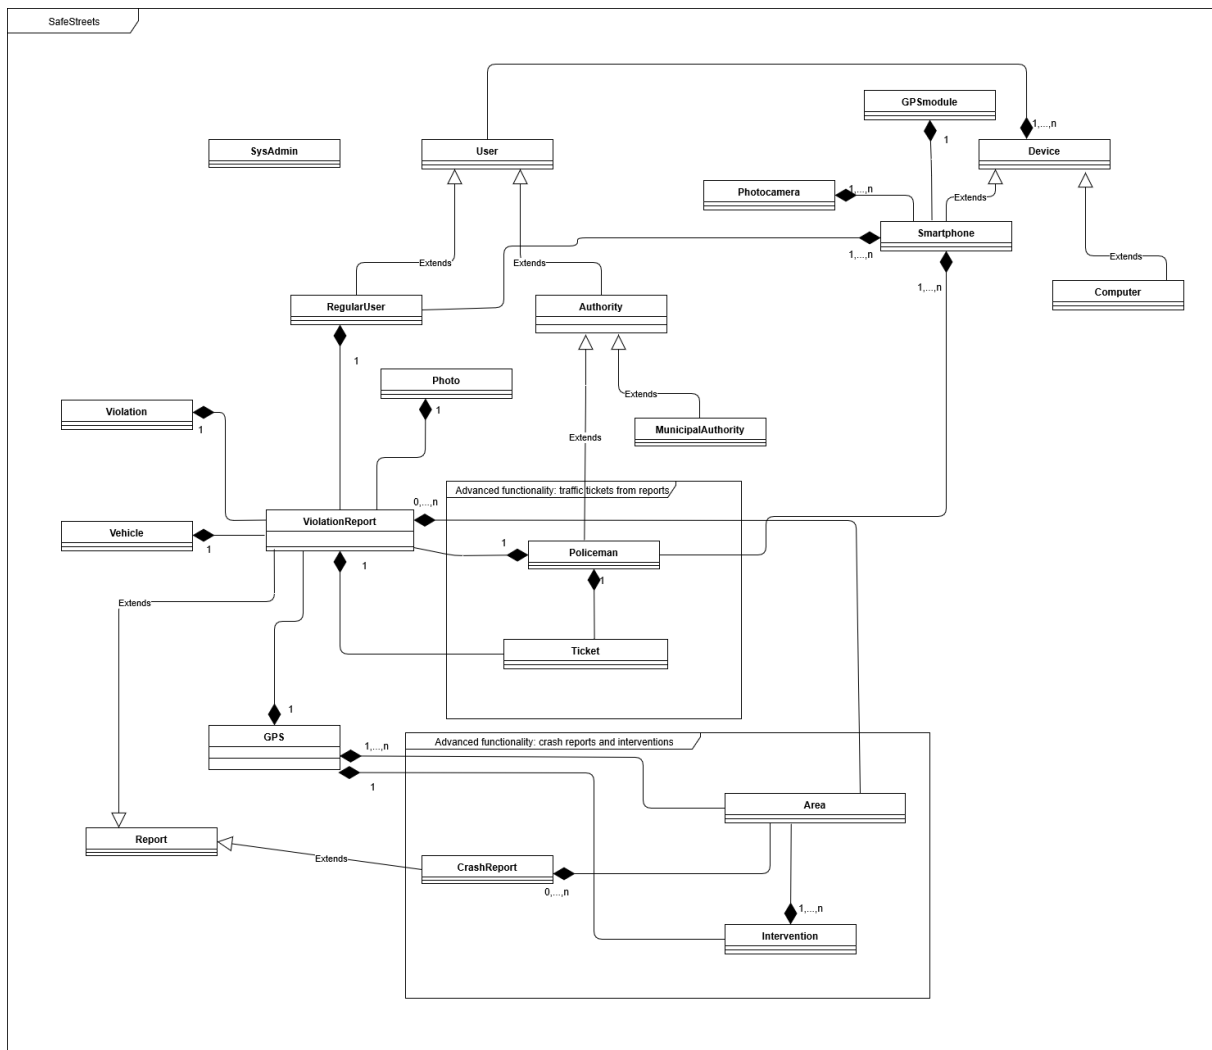 SafeStreets
GPSmodule
1
1,...,n
SysAdmin
User
Device
Photocamera
1,...,n
Extends
Smartphone
1,...,n
Extends
Extends
Extends
1,...,n
Computer
RegularUser
Authority
1
Photo
1
Violation
1
Extends
MunicipalAuthority
Extends
Advanced functionality: traffic tickets from reports
0,...,n
ViolationReport
Vehicle
1
1
Policeman
1
1
Extends
Ticket
1
GPS
1,...,n
Advanced functionality: crash reports and interventions
1
Area
Report
Extends
CrashReport
0,...,n
1,...,n
Intervention